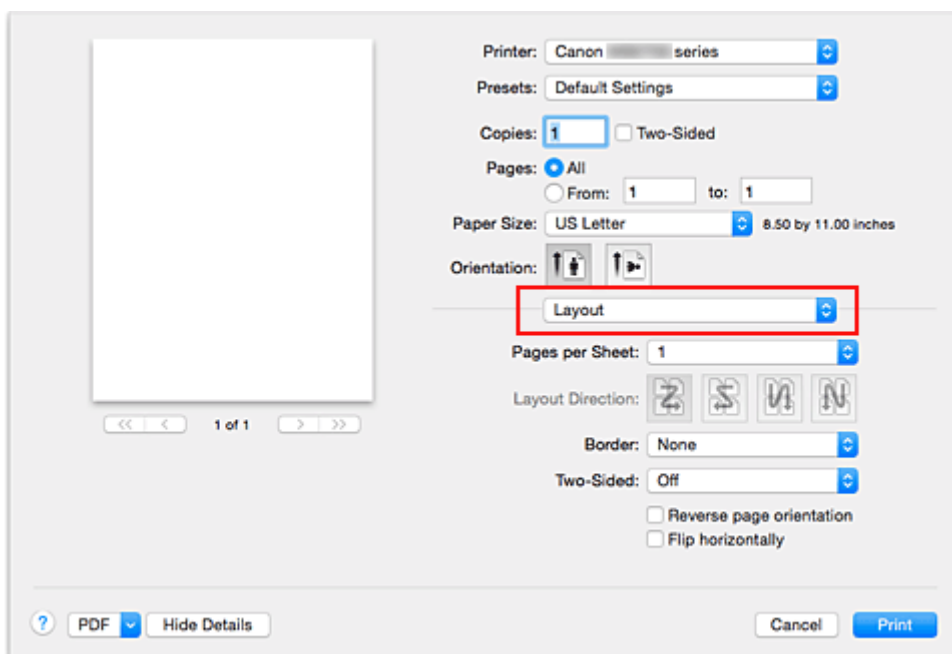 Printer: Canon series
Presets: Default Settings
Copies: 1 Two-Sided
Pages: All
From: 1 to: 1
Paper Size: US Letter 8.50 by 11.00 inches
Orientation:
Layout
Pages per Sheet: 1
Layout Direction:
<< < 1 of 1 > >>
Border: None
Two-Sided: Off
Reverse page orientation
Flip horizontally
? PDF Hide Details Cancel Print